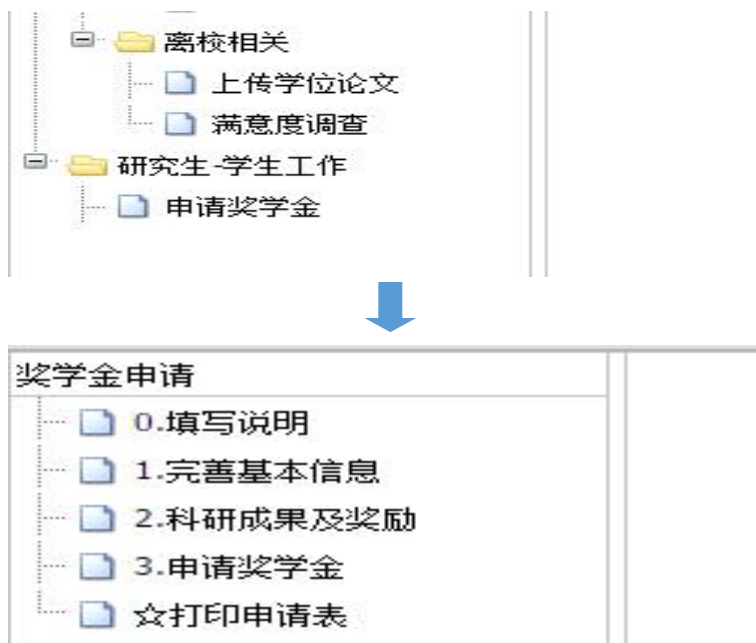 离校相关
上传学位论文
满意度调查
研究生-学生工作
申请奖学金
奖学金申请
0.填写说明
1.完善基本信息
2.科研成果及奖励
3.申请奖学金
☆打印申请表